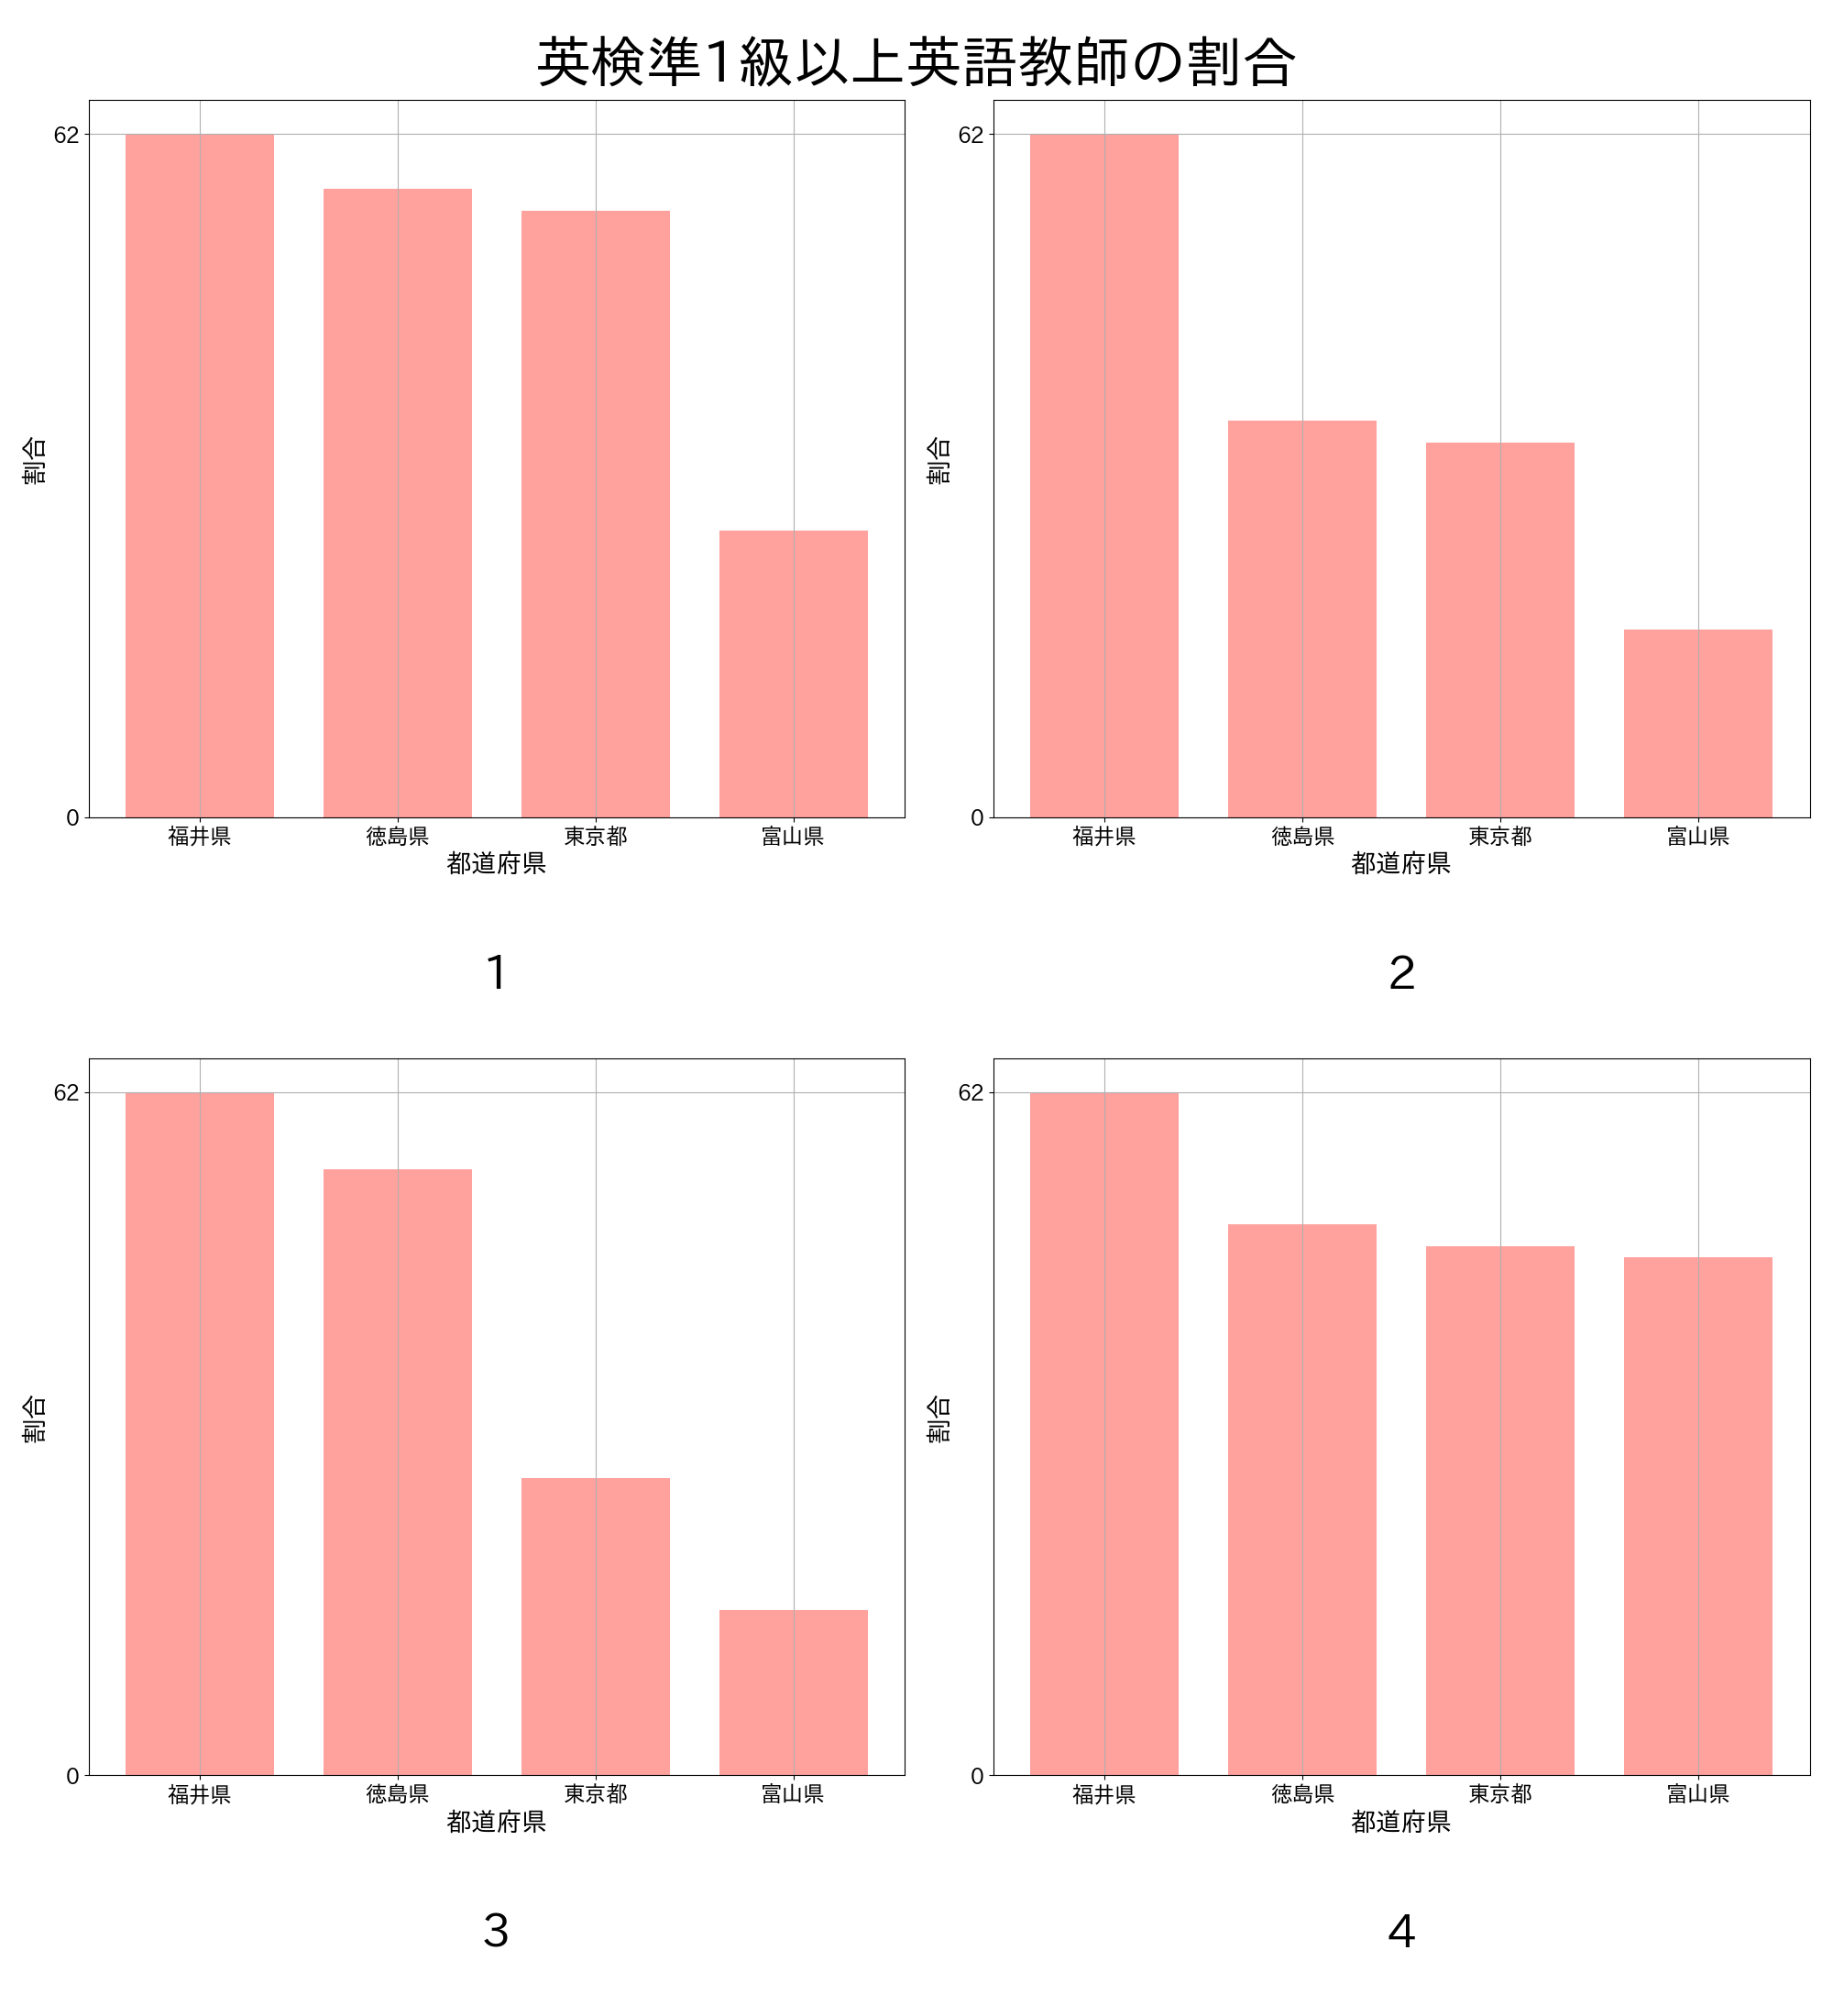 英検準1級以上英語教師の割合
62
割合
0
福井県 徳島県 東京都 富山県
都道府県
1
62
割合
0
福井県 徳島県 東京都 富山県
都道府県
2
62
割合
0
福井県 徳島県 東京都 富山県
都道府県
3
62
割合
0
福井県 徳島県 東京都 富山県
都道府県
4